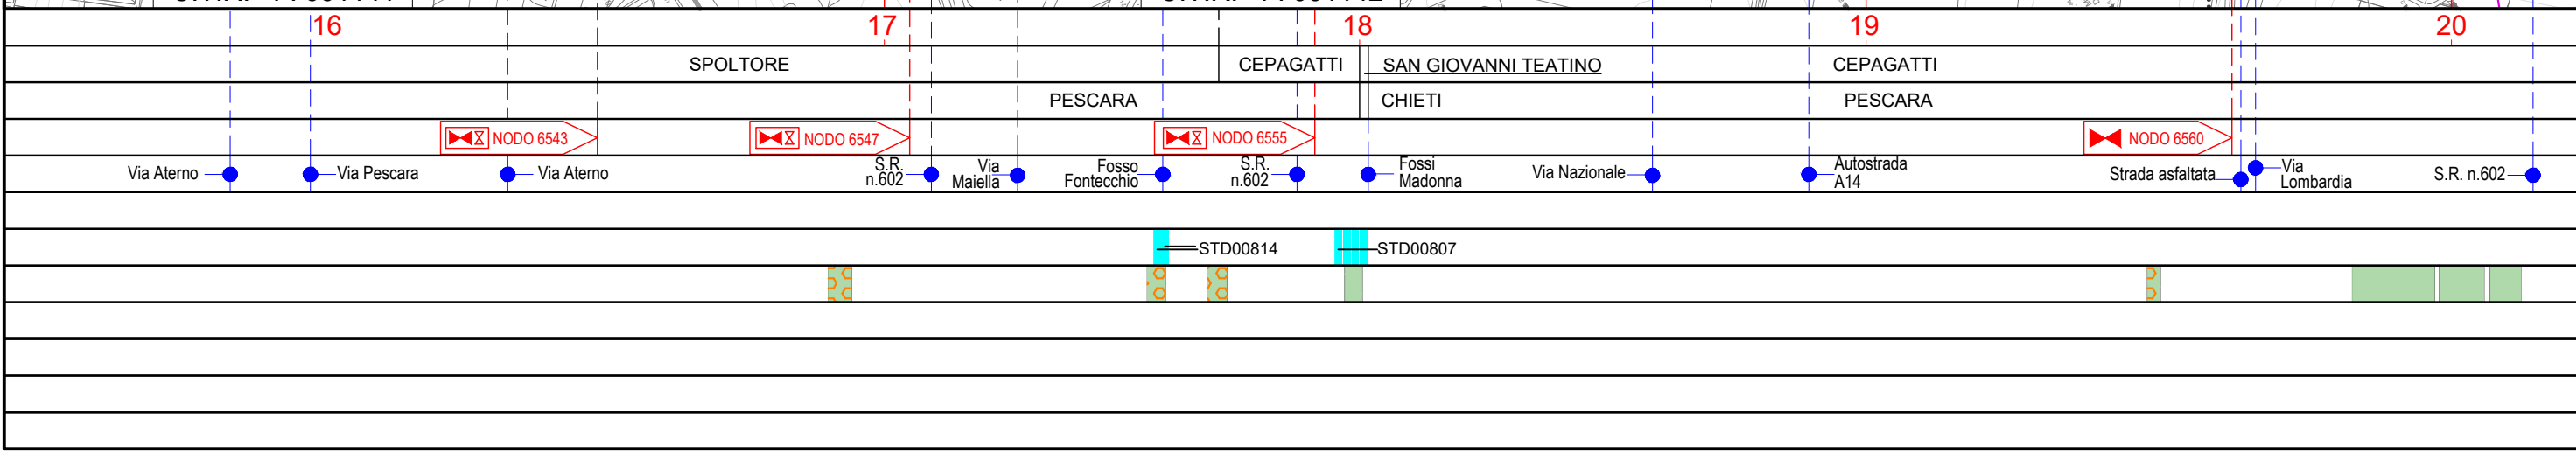 16 17 18 19 20
SPOLTORE CEPAGATTI SAN GIOVANNI TEATINO CEPAGATTI
PESCARA CHIETI PESCARA
NODO 6543 NODO 6547 NODO 6555 NODO 6560
Via Aterno
Via Pescara
Via Aterno
S.R.
n.602
Via
Maiella
Fosso
Fontecchio
S.R.
n.602
Fossi
Madonna
Via Nazionale
Autostrada
A14
Strada asfaltata
Via
Lombardia
S.R. n.602
STD00814 STD00807